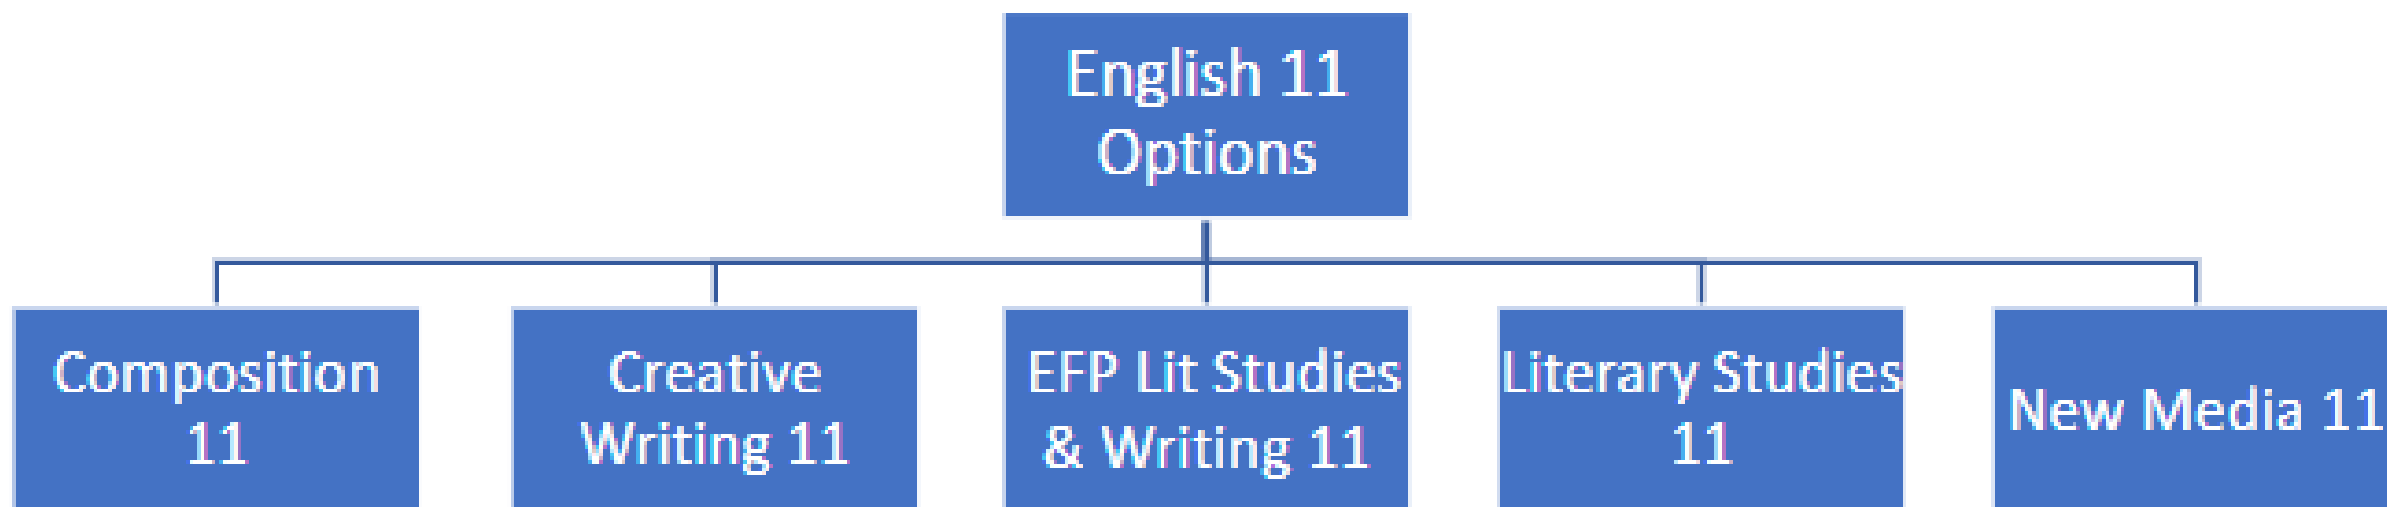 English 11
Options
Composition
11
Creative
Writing 11
EFP Lit Studies
& Writing 11
Literary Studies
11
New Media 11